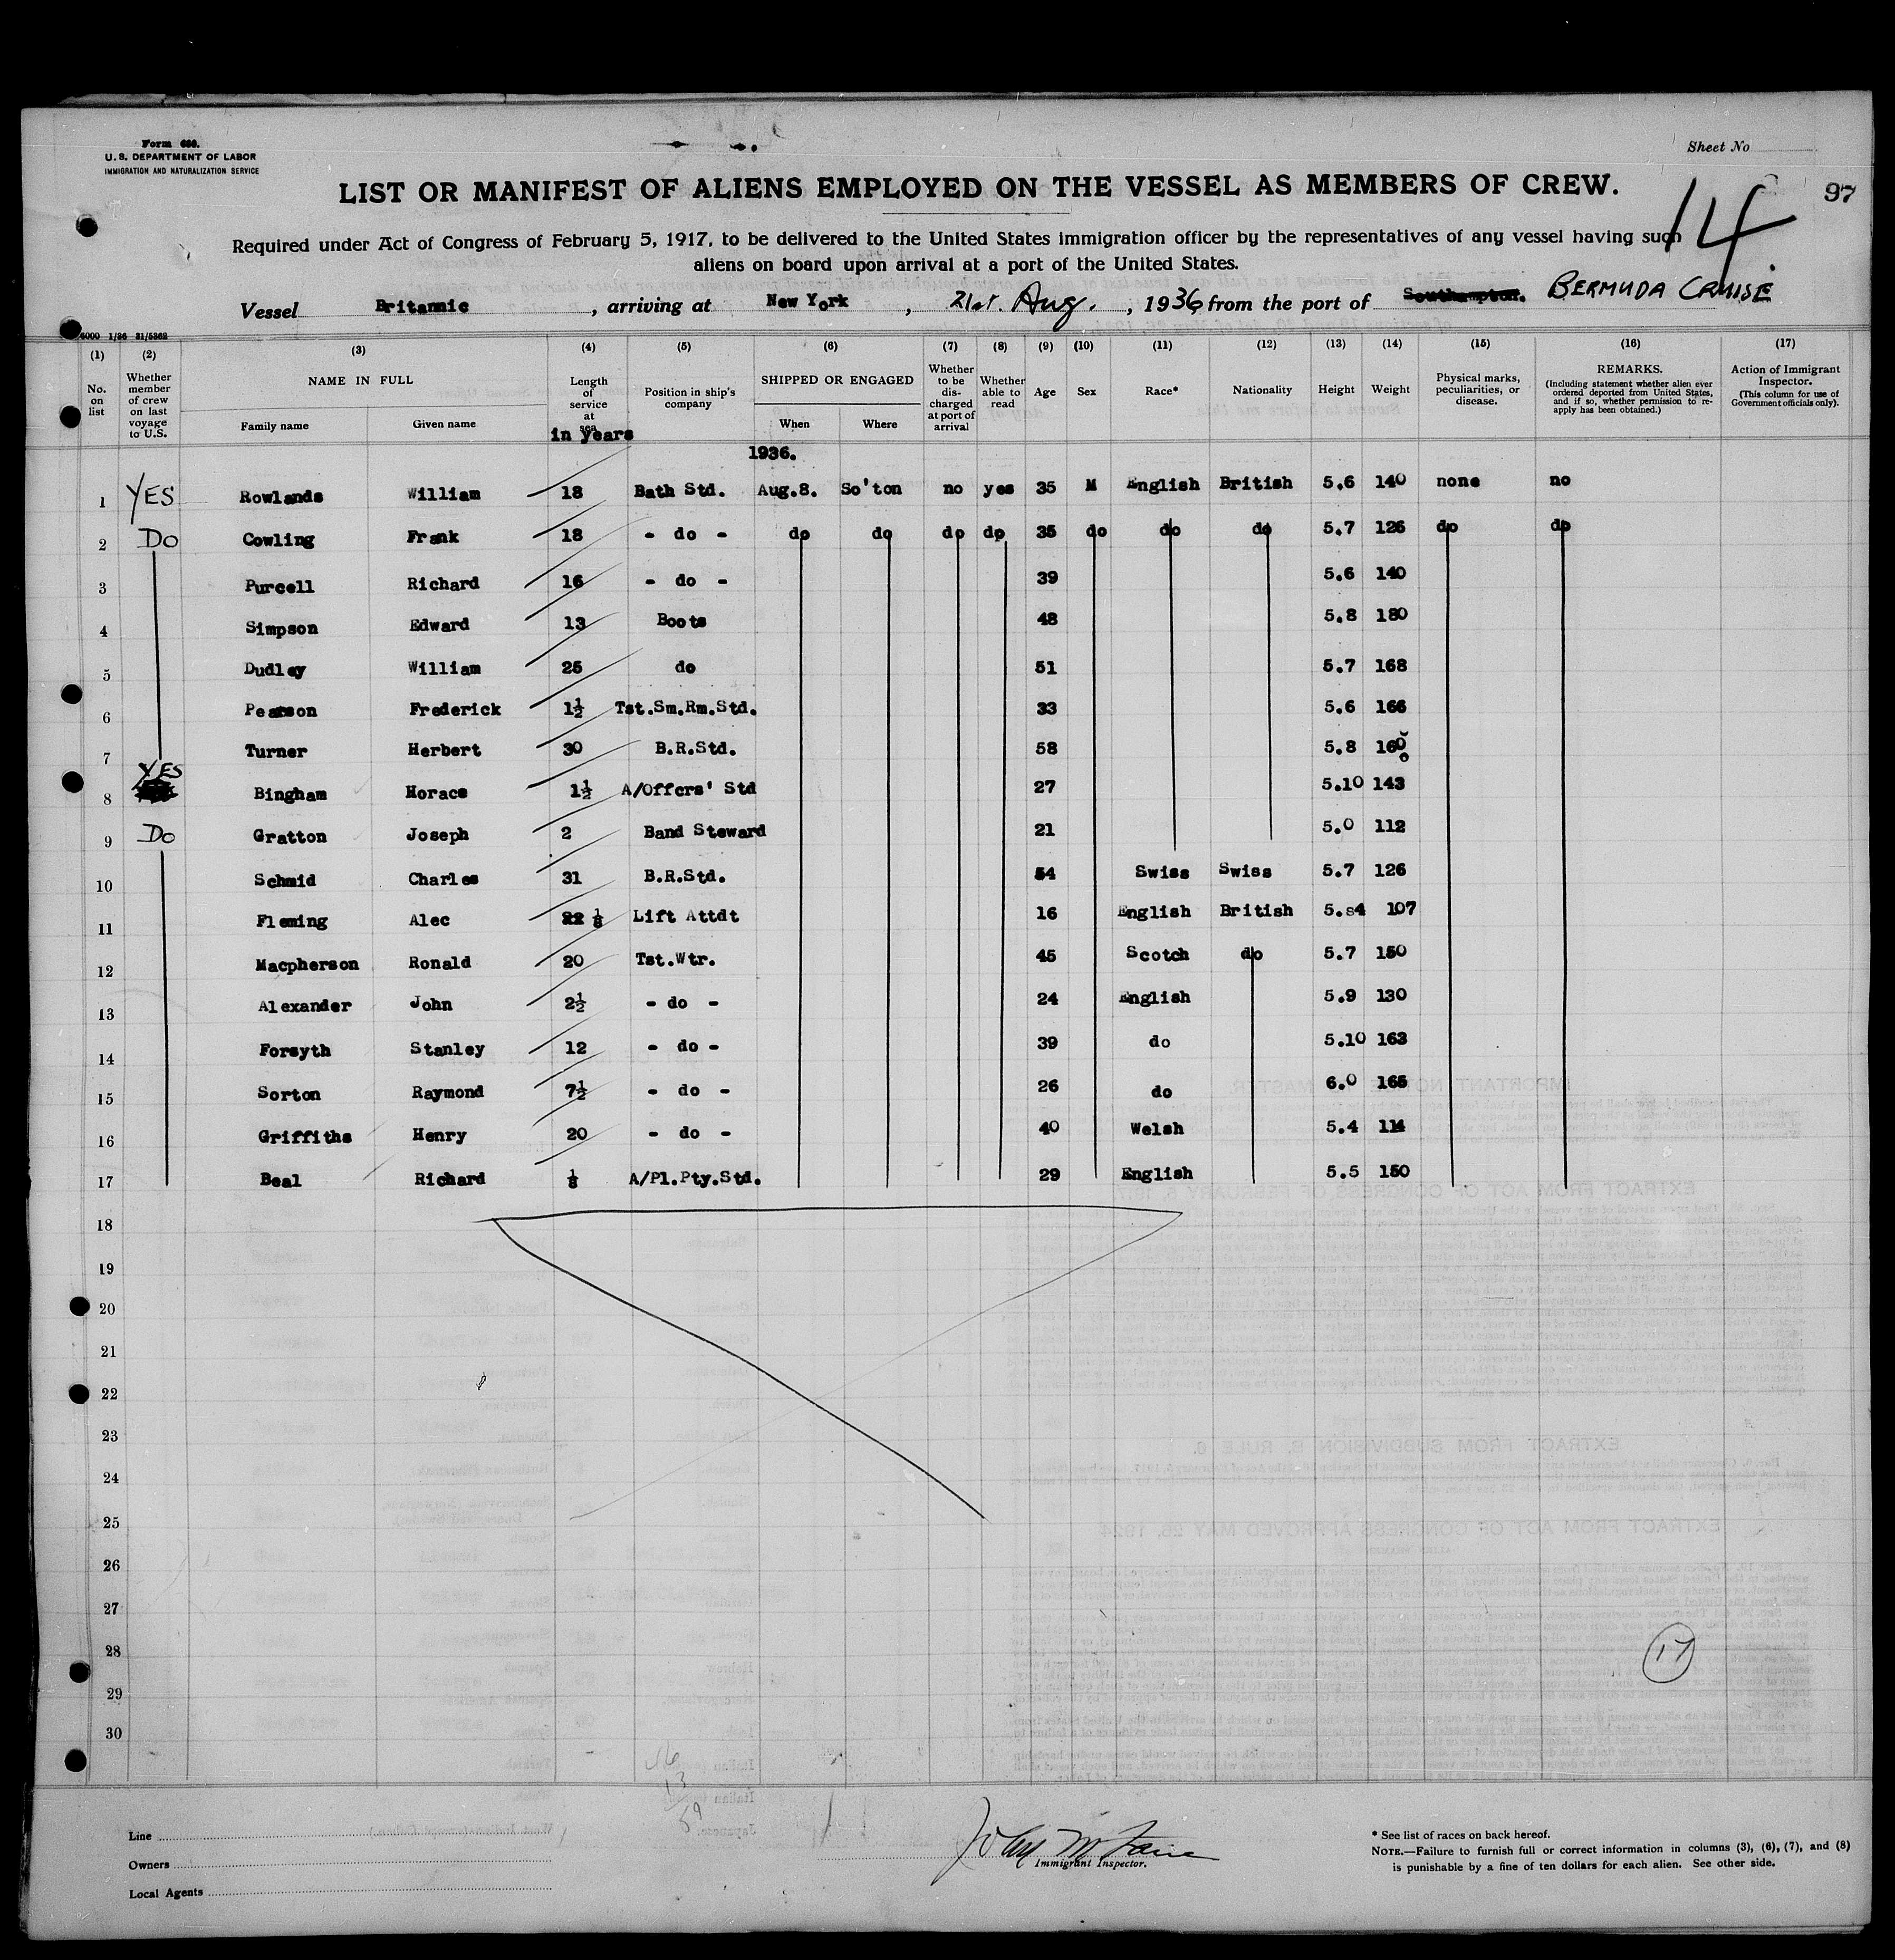 Form 680.
U. S. DEPARTMENT OF LABOR
IMMIGRATION AND NATURALIZATION SERVICE
Sheet No
LIST OR MANIFEST OF ALIENS EMPLOYED ON THE VESSEL AS MEMBERS OF CREW.
14 97
Required under Act of Congress of February 5, 1917, to be delivered to the United States immigration officer by the representatives of any vessel having such
aliens on board upon arrival at a port of the United States.
Vessel Britannic , arriving at New York , 21st. Aug. , 1936 from the port of Southampton. BERMUDA CRUISE
6000 1/36 31/5362
(1) (2) (3) (4) (5) (6) (7) (8) (9) (10) (11) (12) (13) (14) (15) (16) (17)
No. on list
Whether member of crew on last voyage to U.S.
NAME IN FULL
Family name Given name
Length of service at sea
in years
Position in ship's company
SHIPPED OR ENGAGED
When Where
Whether to be discharged at port of arrival
Whether able to read
Age Sex Race* Nationality Height Weight
Physical marks, peculiarities, or disease.
REMARKS.
(Including statement whether alien ever ordered deported from United States, and if so, whether permission to reapply has been obtained.)
Action of Immigrant Inspector.
(This column for use of Government officials only).
1936.
1 YES Rowlands William 18 Bath Std. Aug.8. So'ton no yes 35 M English British 5.6 140 none no
2 Do Cowling Frank 18 - do - do do do do 35 do do do 5.7 126 do do
3 Purcell Richard 16 - do - 39 5.6 140
4 Simpson Edward 13 Boots 48 5.8 180
5 Dudley William 25 do 51 5.7 168
6 Pearson Frederick 1½ Tst.Sm.Rm.Std. 33 5.6 166
7 Turner Herbert 30 B.R.Std. 58 5.8 160
8 YES Bingham Horace 1½ A/Offers' Std 27 5.10 143
9 Do Gratton Joseph 2 Band Steward 21 5.0 112
10 Schmid Charles 31 B.R.Std. 54 Swiss Swiss 5.7 126
11 Fleming Alec ⅛ Lift Attdt 16 English British 5.4 107
12 Macpherson Ronald 20 Tst.Wtr. 45 Scotch do 5.7 150
13 Alexander John 2½ - do - 24 English 5.9 130
14 Forsyth Stanley 12 - do - 39 do 5.10 163
15 Sorton Raymond 7½ - do - 26 do 6.0 165
16 Griffiths Henry 20 - do - 40 Welsh 5.4 114
17 Beal Richard ⅛ A/Pl.Pty.Std. 29 English 5.5 150
18
19
20
21
22
23
24
25
26
27
28
17
29
30
Line
Owners
Local Agents
Immigrant Inspector.
* See list of races on back hereof.
NOTE.—Failure to furnish full or correct information in columns (3), (6), (7), and (8)
is punishable by a fine of ten dollars for each alien. See other side.